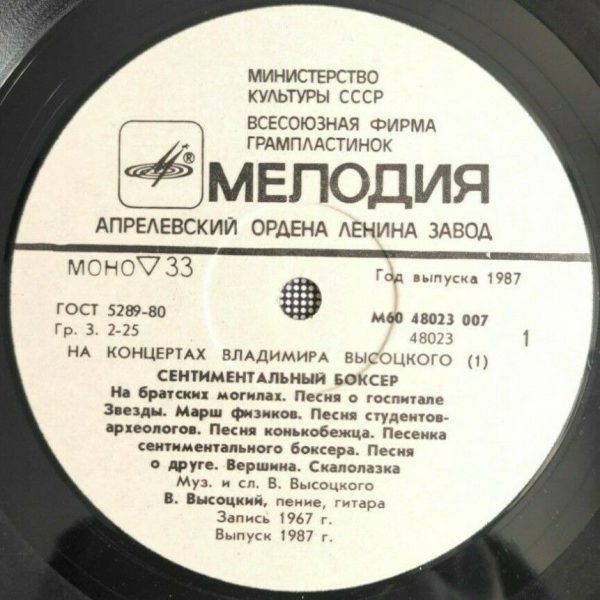 МИНИСТЕРСТВО
КУЛЬТУРЫ СССР
ВСЕСОЮЗНАЯ ФИРМА
ГРАМПЛАСТИНОК
®
МЕЛОДИЯ
АПРЕЛЕВСКИЙ ОРДЕНА ЛЕНИНА ЗАВОД
МОНО ▽ 33
Год выпуска 1987
ГОСТ 5289-80
М60 48023 007
Гр. 3. 2-25
48023
1
НА КОНЦЕРТАХ ВЛАДИМИРА ВЫСОЦКОГО (1)
СЕНТИМЕНТАЛЬНЫЙ БОКСЕР
На братских могилах. Песня о госпитале
Звезды. Марш физиков. Песня студентов-
археологов. Песня конькобежца. Песенка
сентиментального боксера. Песня
о друге. Вершина. Скалолазка
Муз. и сл. В. Высоцкого
В. Высоцкий, пение, гитара
Запись 1967 г.
Выпуск 1987 г.